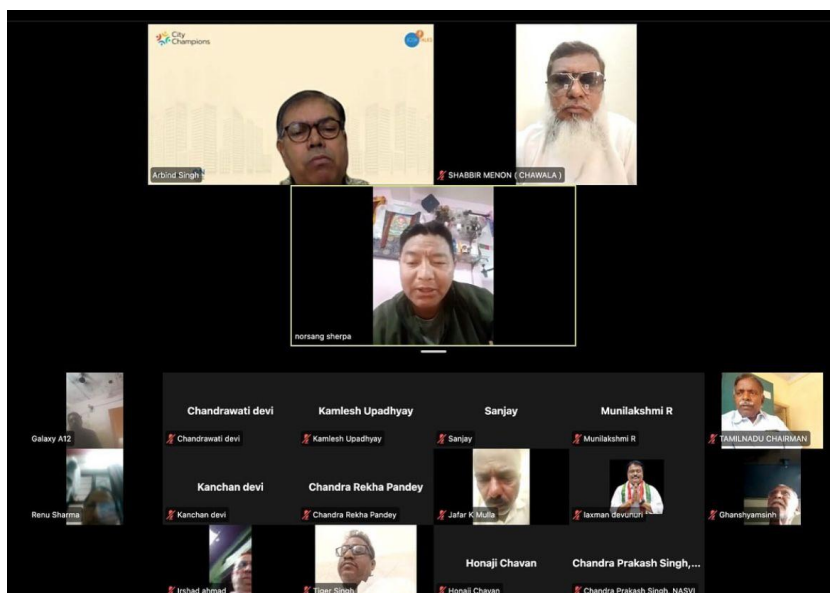 City
Champions
Arbind Singh
SHABBIR MENON ( CHAWALA )
norsang sherpa
Galaxy A12
Chandrawati devi
Chandrawati devi
Kamlesh Upadhyay
Kamlesh Upadhyay
Sanjay
Sanjay
Munilakshmi R
Munilakshmi R
TAMILNADU CHAIRMAN
Renu Sharma
Kanchan devi
Kanchan devi
Chandra Rekha Pandey
Chandra Rekha Pandey
Jafar K Mulla
laxman devunuri
Ghanshyamsinh
Irshad ahmad
Tiger Singh
Honaji Chavan
Honaji Chavan
Chandra Prakash Singh,...
Chandra Prakash Singh, NASVI